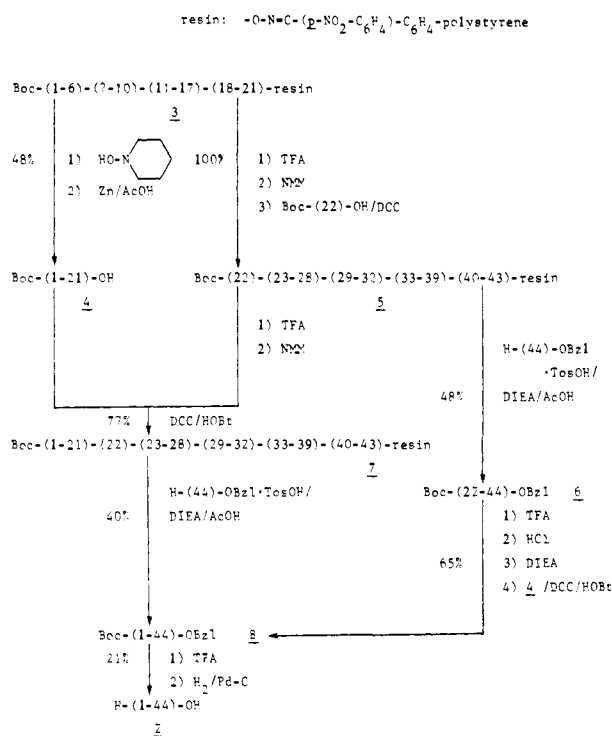 resin: -O-N=C-(p-NO2-C6H4)-C6H4-polystyrene
Boc-(1-6)-(7-10)-(11-17)-(18-21)-resin
3
48% 1) HO-N 100% 1) TFA
2) Zn/AcOH 2) NMM
3) Boc-(22)-OH/DCC
Boc-(1-21)-OH Boc-(22)-(23-28)-(29-32)-(33-39)-(40-43)-resin
4 5
1) TFA
2) NMM
H-(44)-OBzl
·TosOH/
48% DIEA/AcOH
77% DCC/HOBt
Boc-(1-21)-(22)-(23-28)-(29-32)-(33-39)-(40-43)-resin
7
H-(44)-OBzl·TosOH/
40% DIEA/AcOH
Boc-(22-44)-OBzl 6
1) TFA
2) HCl
65% 3) DIEA
4) 4 /DCC/HOBt
Boc-(1-44)-OBzl 8
21% 1) TFA
2) H2/Pd-C
H-(1-44)-OH
2